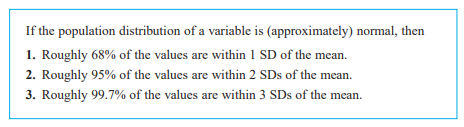 If the population distribution of a variable is (approximately) normal, then
1. Roughly 68% of the values are within 1 SD of the mean.
2. Roughly 95% of the values are within 2 SDs of the mean.
3. Roughly 99.7% of the values are within 3 SDs of the mean.